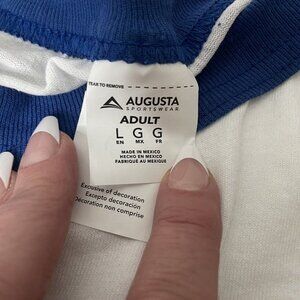 TEAR TO REMOVE
AUGUSTA
SPORTSWEAR
ADULT
L G G
EN MX FR
MADE IN MEXICO
HECHO EN MEXICO
FABRIQUÉ AU MEXIQUE
Exclusive of decoration
Excepto decoración
Décoration non comprise